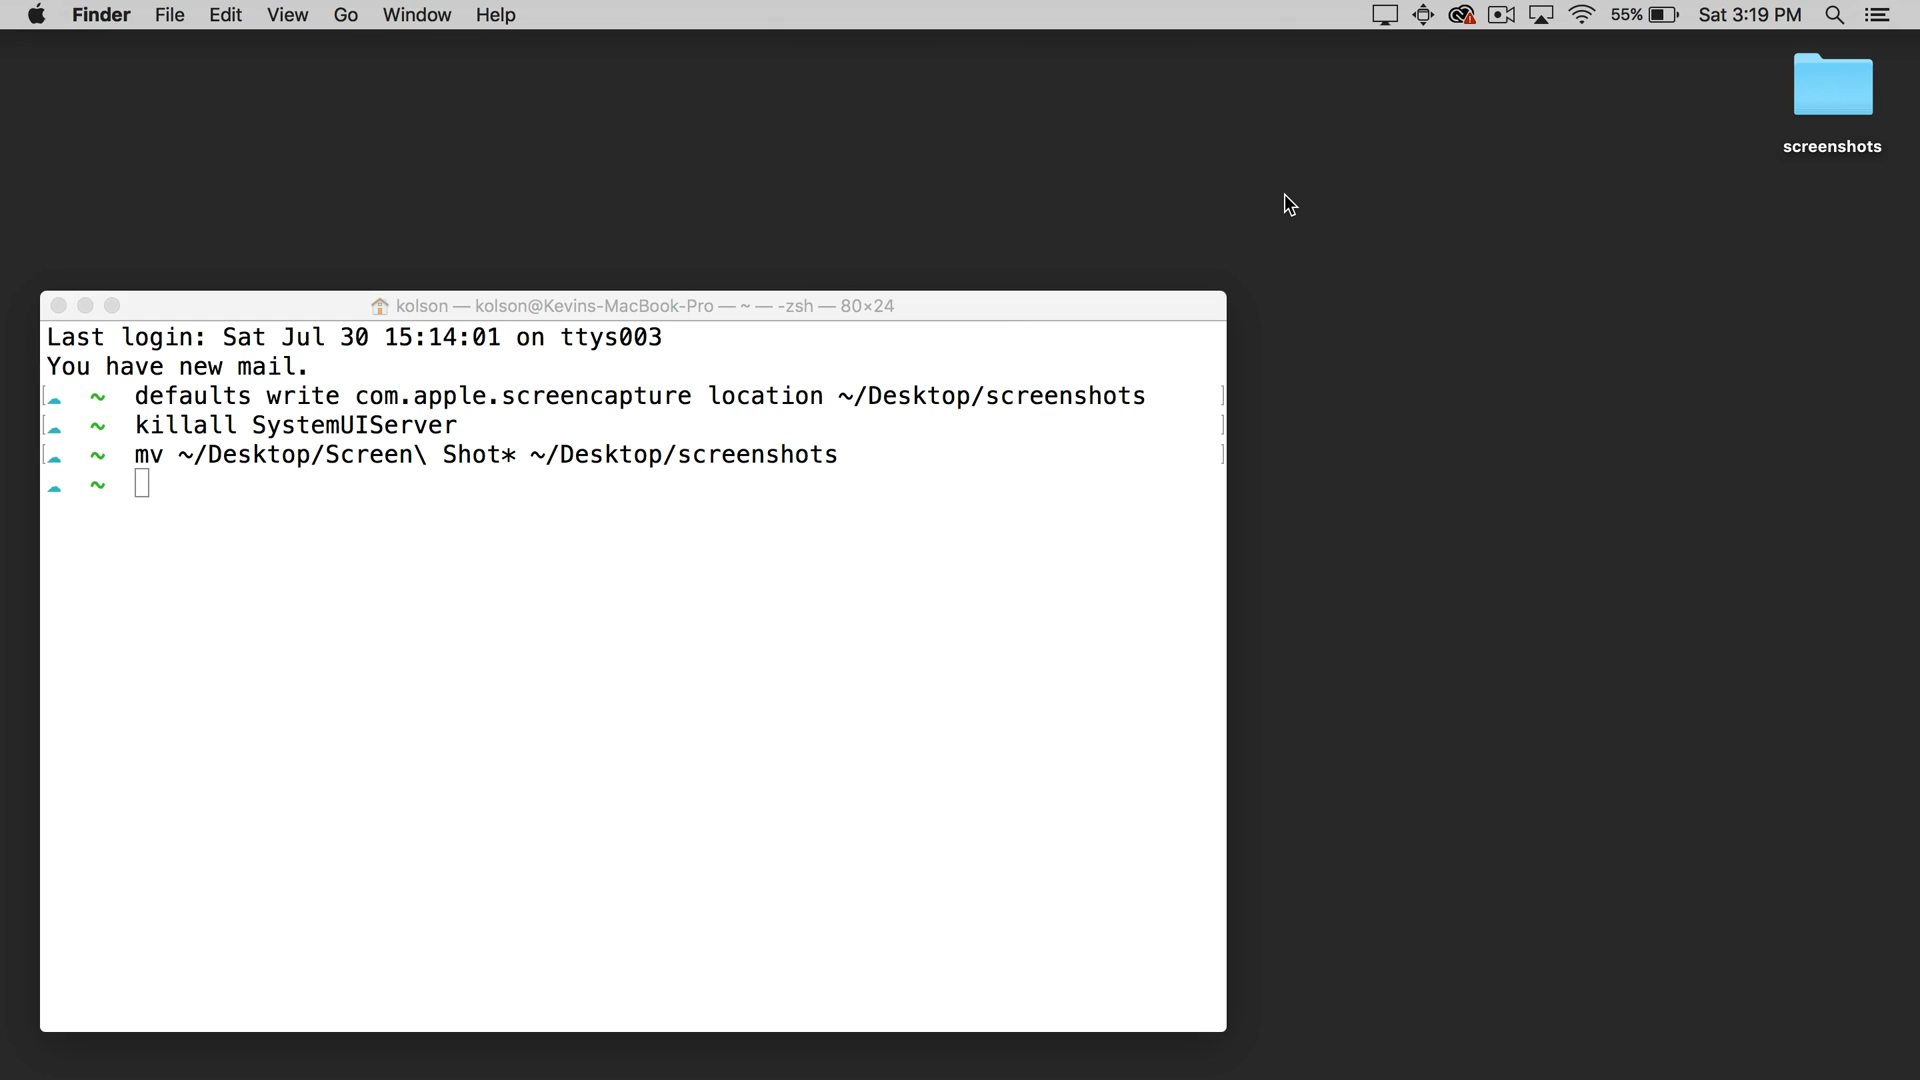 Finder File Edit View Go Window Help 55% Sat 3:19 PM
screenshots
kolson — kolson@Kevins-MacBook-Pro — ~ — -zsh — 80×24
Last login: Sat Jul 30 15:14:01 on ttys003
You have new mail.
[☁ ~ defaults write com.apple.screencapture location ~/Desktop/screenshots ]
[☁ ~ killall SystemUIServer ]
[☁ ~ mv ~/Desktop/Screen\ Shot* ~/Desktop/screenshots ]
☁ ~